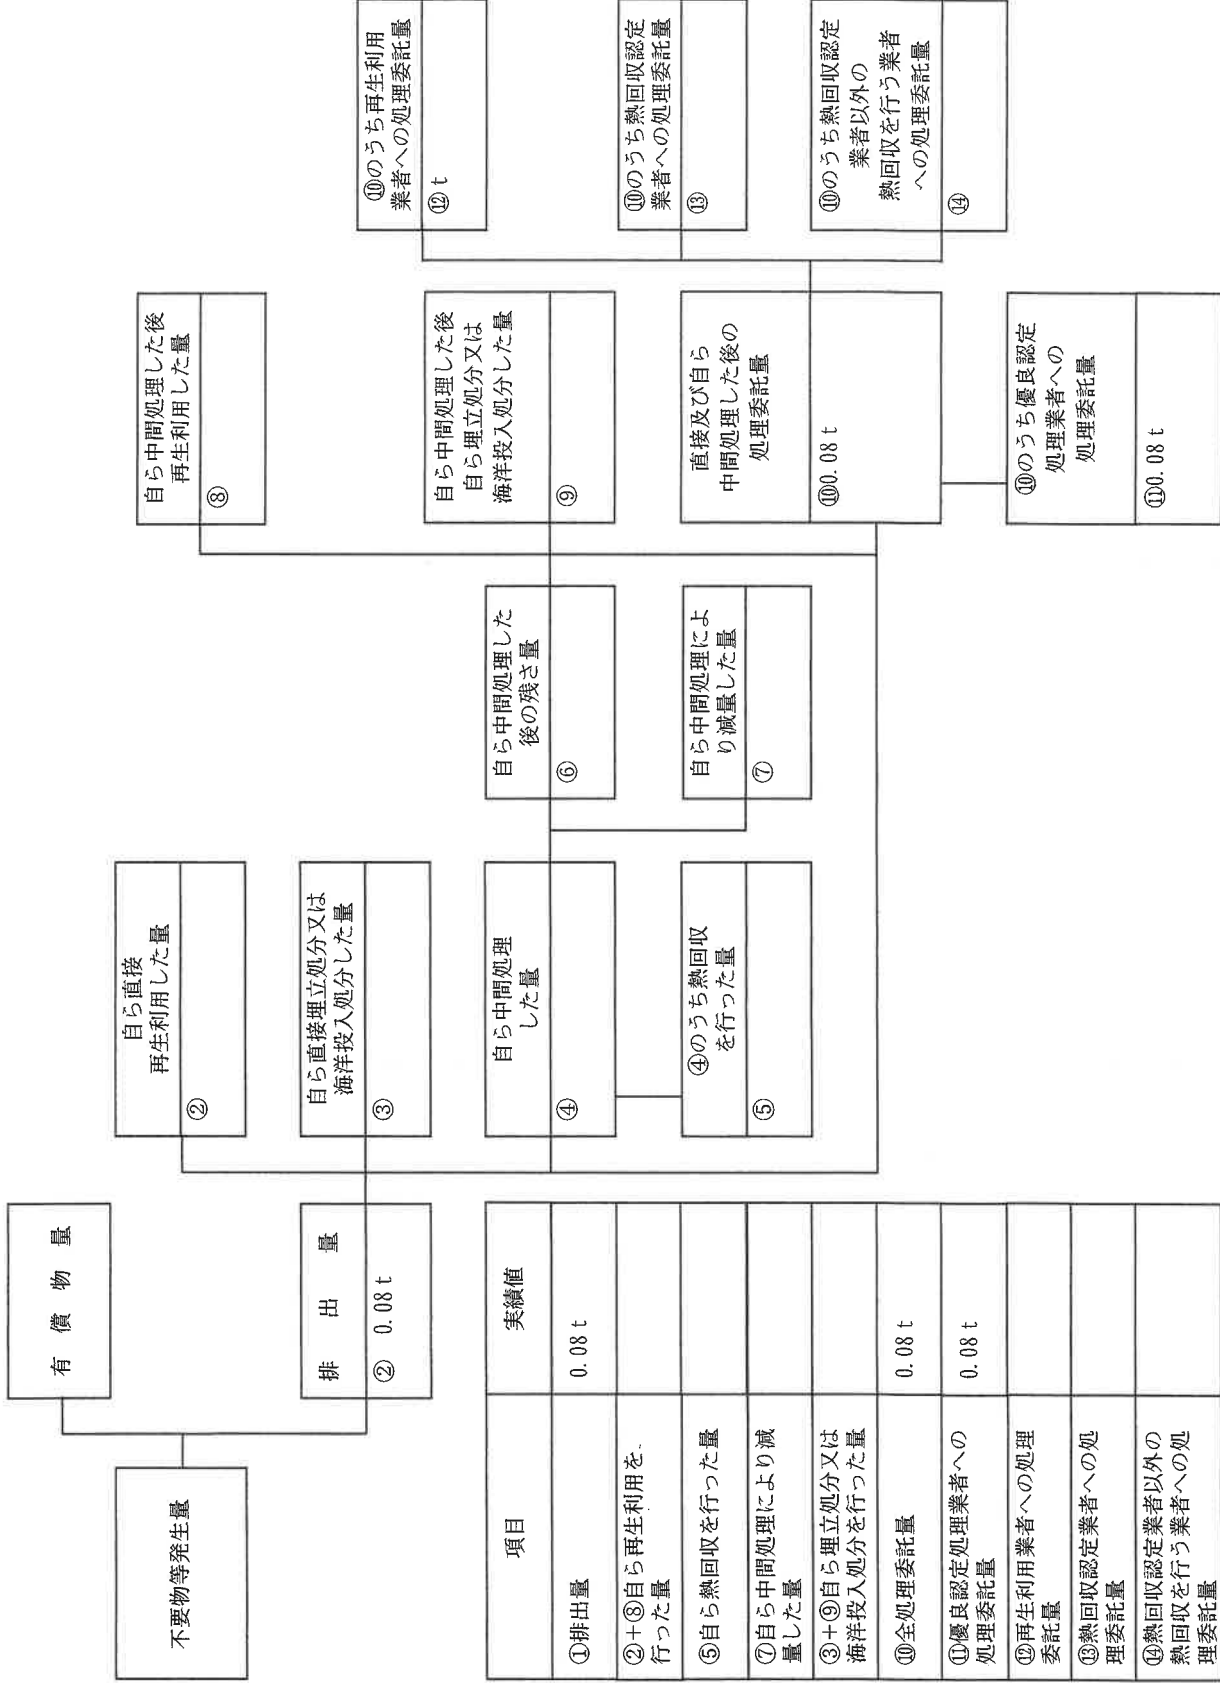 不要物等発生量
有償物量
排出量
② 0.08t
自ら直接
再生利用した量
②
自ら直接埋立処分又は
海洋投入処分した量
③
自ら中間処理
した量
④
④のうち熱回収
を行った量
⑤
自ら中間処理した
後の残さ量
⑥
自ら中間処理によ
り減量した量
⑦
自ら中間処理した後
再生利用した量
⑧
自ら中間処理した後
自ら埋立処分又は
海洋投入処分した量
⑨
直接及び自ら
中間処理した後の
処理委託量
⑩0.08t
⑩のうち優良認定
処理業者への
処理委託量
⑪0.08t
⑩のうち再生利用
業者への処理委託量
⑫t
⑩のうち熱回収認定
業者への処理委託量
⑬
⑩のうち熱回収認定
業者以外の
熱回収を行う業者
への処理委託量
⑭
項目 実績値
①排出量 0.08t
②+⑧自ら再生利用を
行った量
⑤自ら熱回収を行った量
⑦自ら中間処理により減
量した量
③+⑨自ら埋立処分又は
海洋投入処分を行った量
⑩全処理委託量 0.08t
⑪優良認定処理業者への
処理委託量 0.08t
⑫再生利用業者への処理
委託量
⑬熱回収認定業者への処
理委託量
⑭熱回収認定業者以外の
熱回収を行う業者への処
理委託量